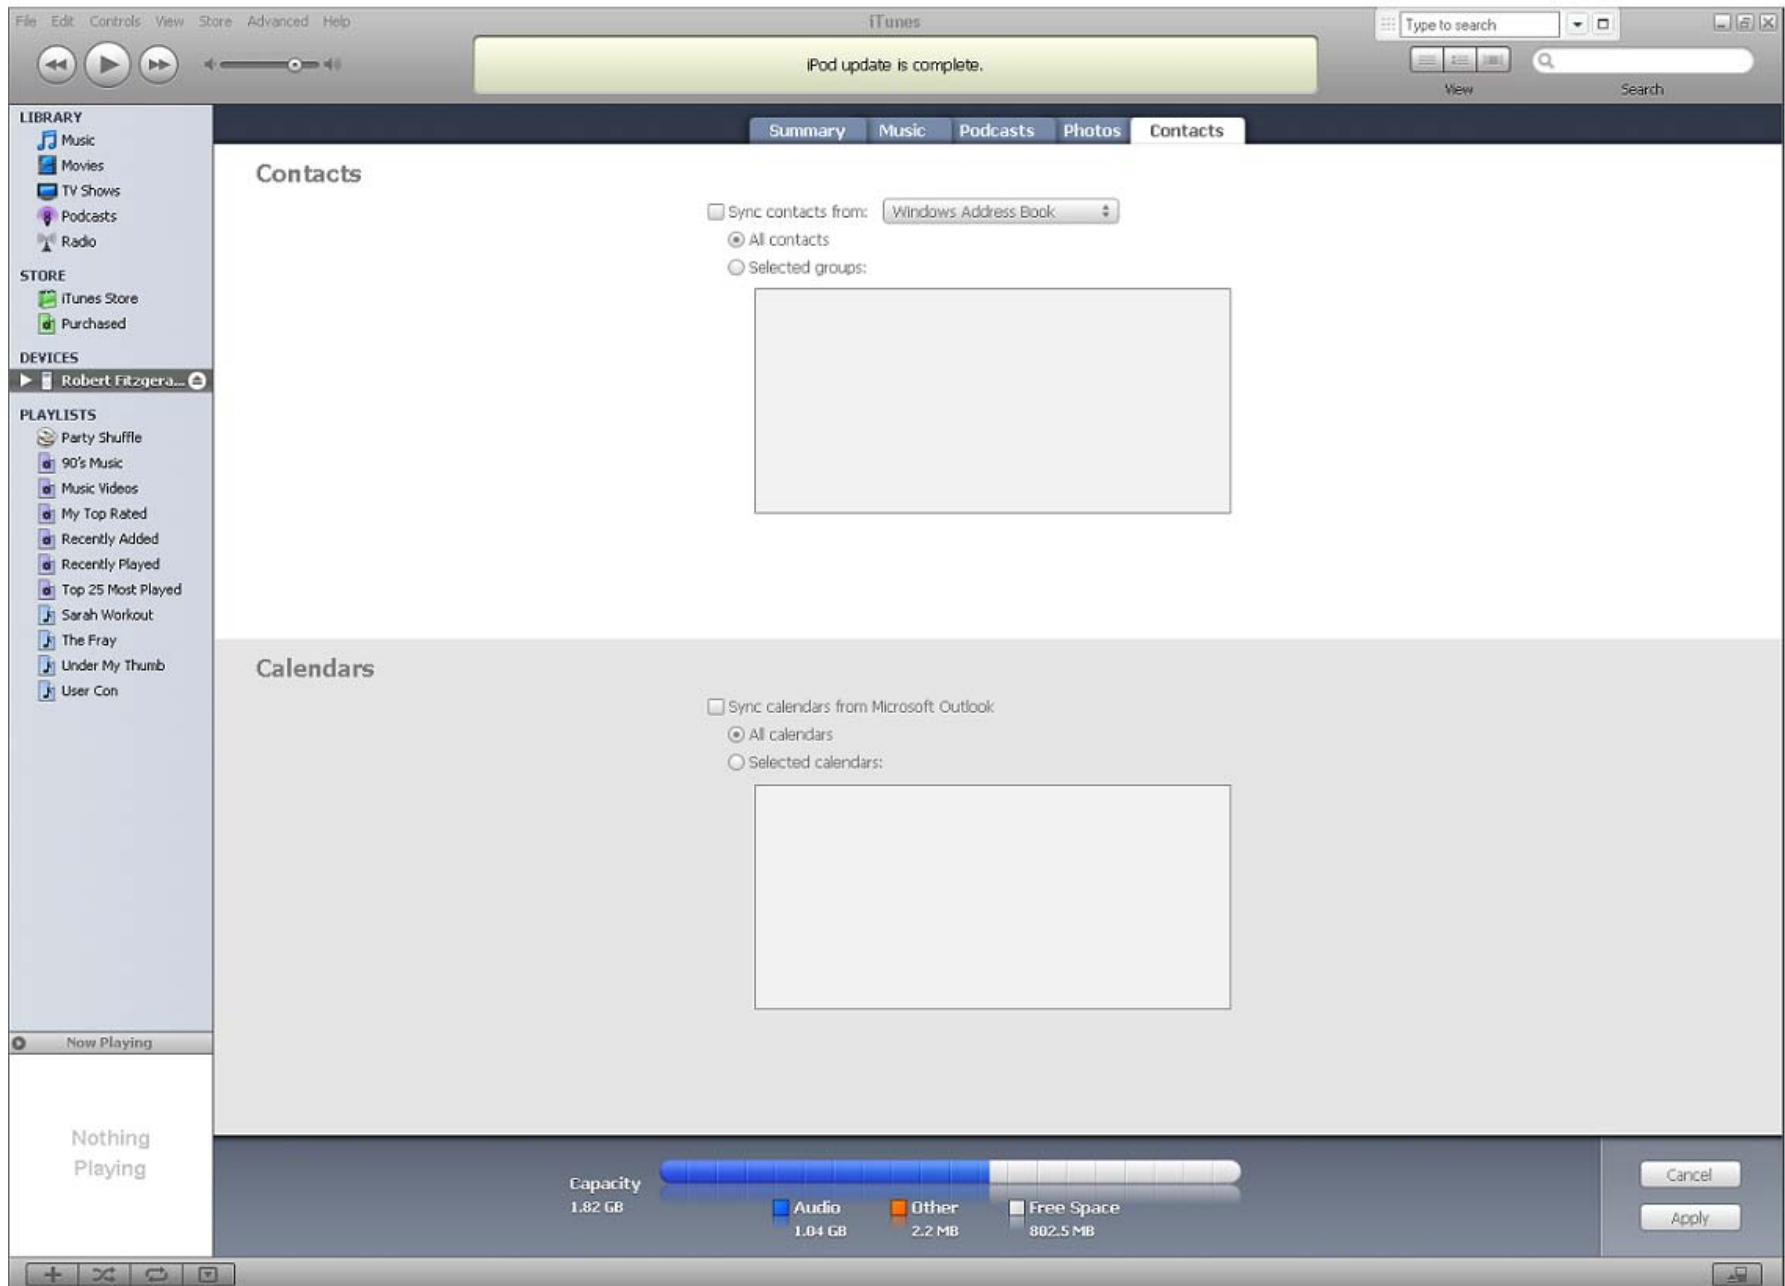 File Edit Controls View Store Advanced Help
iTunes
Type to search
iPod update is complete.
View
Search
LIBRARY
Music
Movies
TV Shows
Podcasts
Radio
STORE
iTunes Store
Purchased
DEVICES
Robert Fitzgera...
PLAYLISTS
Party Shuffle
90's Music
Music Videos
My Top Rated
Recently Added
Recently Played
Top 25 Most Played
Sarah Workout
The Fray
Under My Thumb
User Con
Now Playing
Nothing
Playing
Summary Music Podcasts Photos Contacts
Contacts
Sync contacts from: Windows Address Book
All contacts
Selected groups:
Calendars
Sync calendars from Microsoft Outlook
All calendars
Selected calendars:
Capacity
1.82 GB
Audio Other Free Space
1.04 GB 2.2 MB 802.5 MB
Cancel
Apply